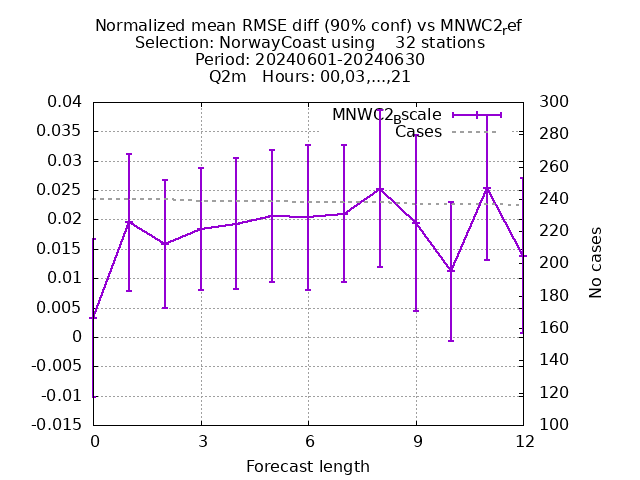 Normalized mean RMSE diff (90% conf) vs MNWC2ref
Selection: NorwayCoast using    32 stations
Period: 20240601-20240630
Q2m   Hours: 00,03,...,21
MNWC2Bscale
Cases
0.04
0.035
0.03
0.025
0.02
0.015
0.01
0.005
0
-0.005
-0.01
-0.015
300
280
260
240
220
200
180
160
140
120
100
No cases
0 3 6 9 12
Forecast length